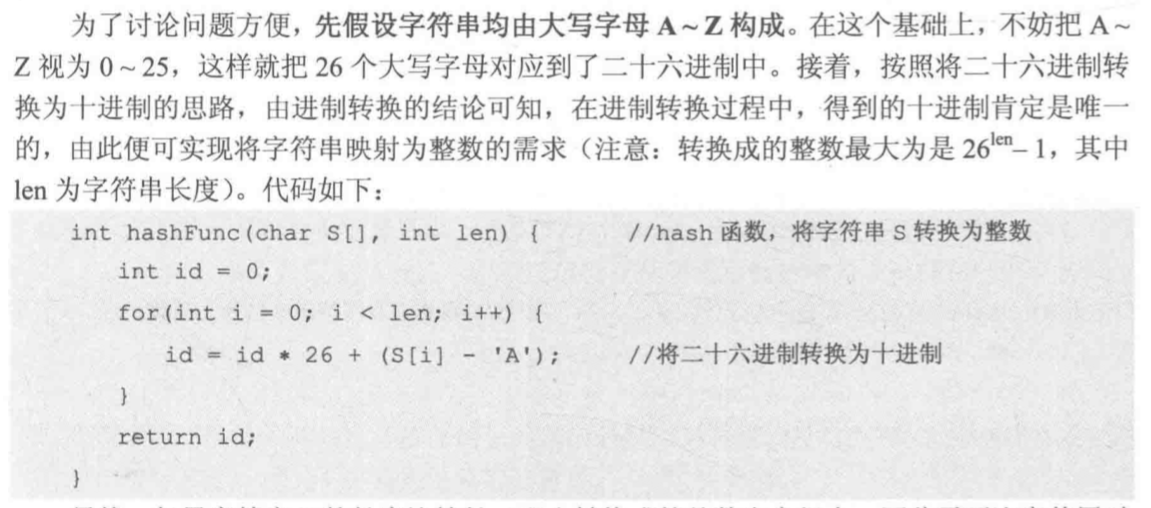 为了讨论问题方便，先假设字符串均由大写字母 A～Z 构成。在这个基础上，不妨把 A～
Z 视为 0～25，这样就把 26 个大写字母对应到了二十六进制中。接着，按照将二十六进制转
换为十进制的思路，由进制转换的结论可知，在进制转换过程中，得到的十进制肯定是唯一
的，由此便可实现将字符串映射为整数的需求（注意：转换成的整数最大为是 26^len – 1，其中
len 为字符串长度）。代码如下：
int hashFunc(char S[], int len) { //hash 函数，将字符串 S 转换为整数
int id = 0;
for(int i = 0; i < len; i++) {
id = id * 26 + (S[i] - 'A'); //将二十六进制转换为十进制
}
return id;
}